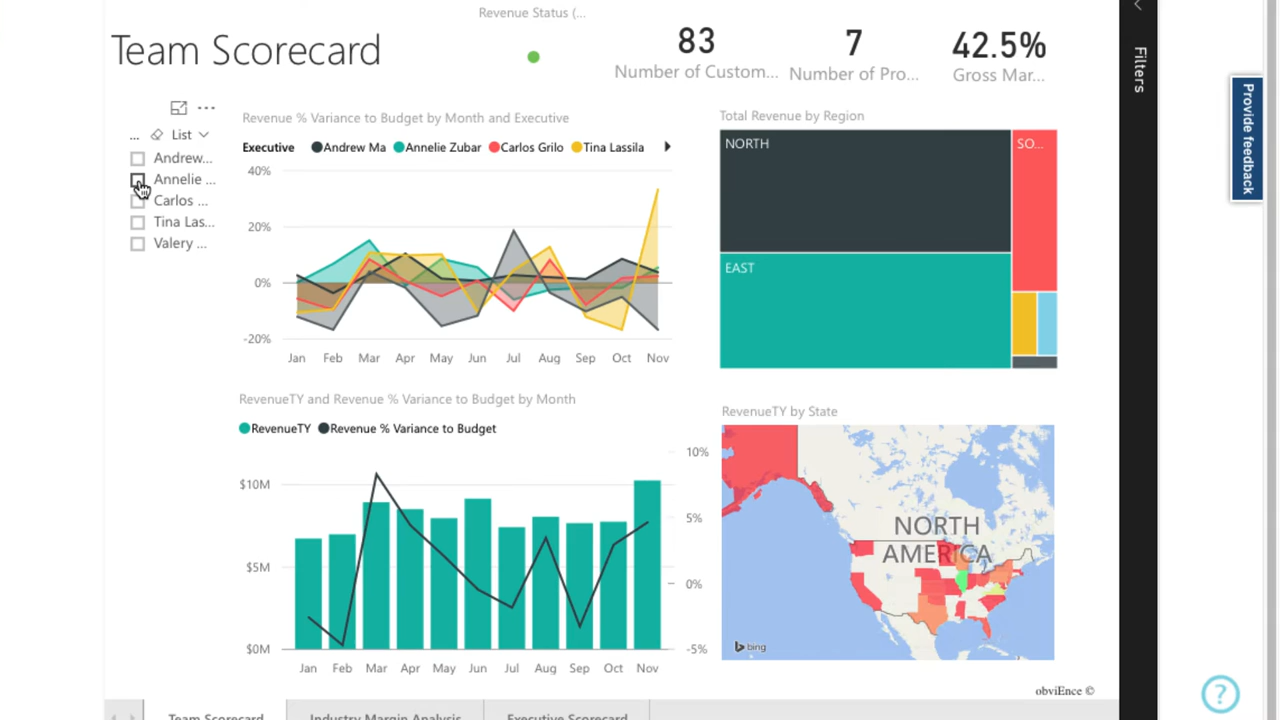 Revenue Status (...
Team Scorecard
83
Number of Custom...
7
Number of Pro...
42.5%
Gross Mar...
Filters
Provide feedback
... List
Andrew...
Annelie ...
Carlos ...
Tina Las...
Valery ...
Revenue % Variance to Budget by Month and Executive
Executive Andrew Ma Annelie Zubar Carlos Grilo Tina Lassila
40%
20%
0%
-20%
Jan Feb Mar Apr May Jun Jul Aug Sep Oct Nov
Total Revenue by Region
NORTH
SO...
EAST
RevenueTY and Revenue % Variance to Budget by Month
RevenueTY Revenue % Variance to Budget
$10M
$5M
$0M
10%
5%
0%
-5%
Jan Feb Mar Apr May Jun Jul Aug Sep Oct Nov
RevenueTY by State
NORTH
AMERICA
bing
obviEnce ©
Team Scorecard Industry Margin Analysis Executive Scorecard
?